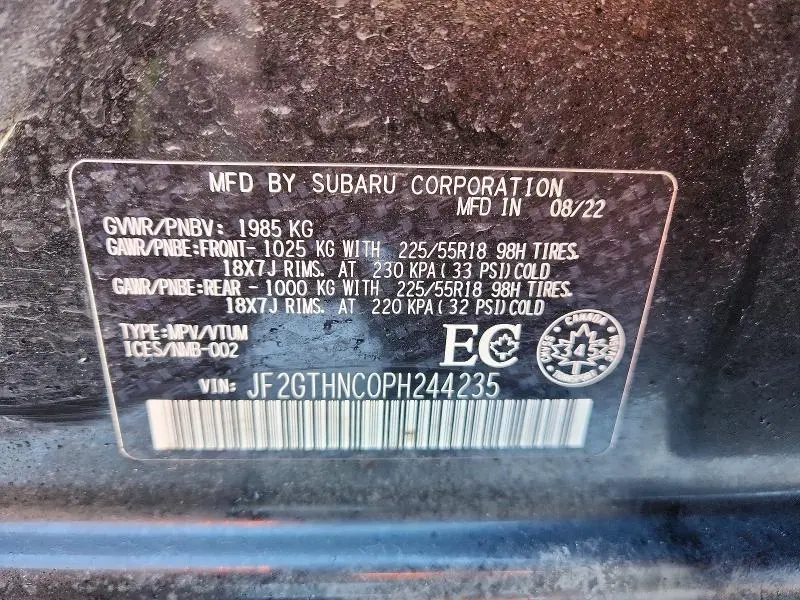 MFD BY SUBARU CORPORATION
MFD IN 08/22
GVWR/PNBV: 1985 KG
GAWR/PNBE:FRONT- 1025 KG WITH 225/55R18 98H TIRES.
18X7J RIMS. AT 230 KPA ( 33 PSI) COLD
GAWR/PNBE:REAR - 1000 KG WITH 225/55R18 98H TIRES.
18X7J RIMS. AT 220 KPA ( 32 PSI) COLD
TYPE:MPV/VTUM
ICES/NMB-002
EC
CANADA
345
VIN: JF2GTHNC0PH244235